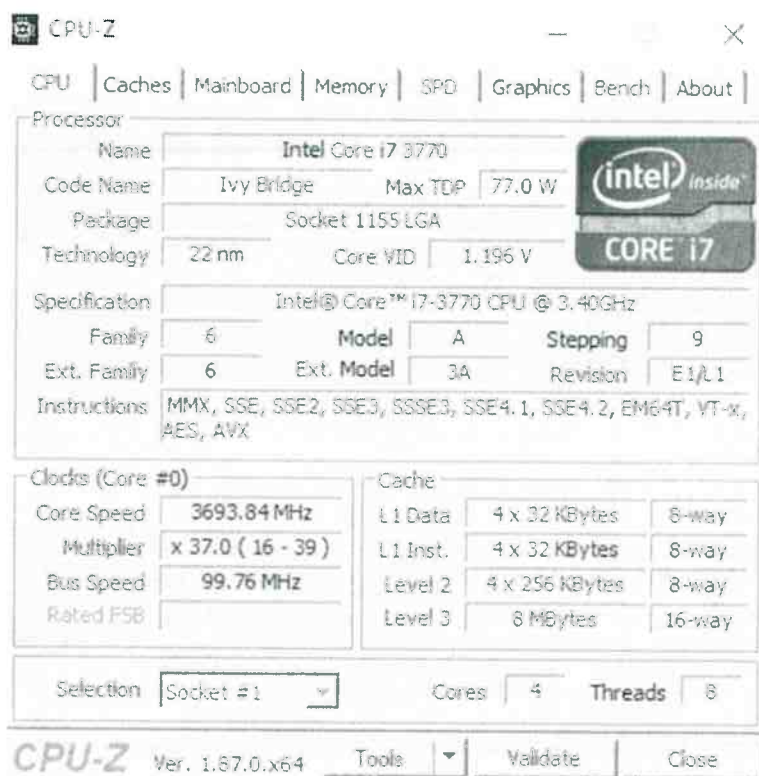 CPU-Z
CPU Caches Mainboard Memory SPD Graphics Bench About
Processor
Name Intel Core i7 3770
Code Name Ivy Bridge Max TDP 77.0 W
Package Socket 1155 LGA
Technology 22 nm Core VID 1.196 V
intel inside™
CORE i7
Specification Intel® Core™ i7-3770 CPU @ 3.40GHz
Family 6 Model A Stepping 9
Ext. Family 6 Ext. Model 3A Revision E1/L1
Instructions MMX, SSE, SSE2, SSE3, SSSE3, SSE4.1, SSE4.2, EM64T, VT-x,
AES, AVX
Clocks (Core #0)
Core Speed 3693.84 MHz
Multiplier x 37.0 ( 16 - 39 )
Bus Speed 99.76 MHz
Rated FSB
Cache
L1 Data 4 x 32 KBytes 8-way
L1 Inst. 4 x 32 KBytes 8-way
Level 2 4 x 256 KBytes 8-way
Level 3 8 MBytes 16-way
Selection Socket #1 Cores 4 Threads 8
CPU-Z Ver. 1.87.0.x64 Tools Validate Close